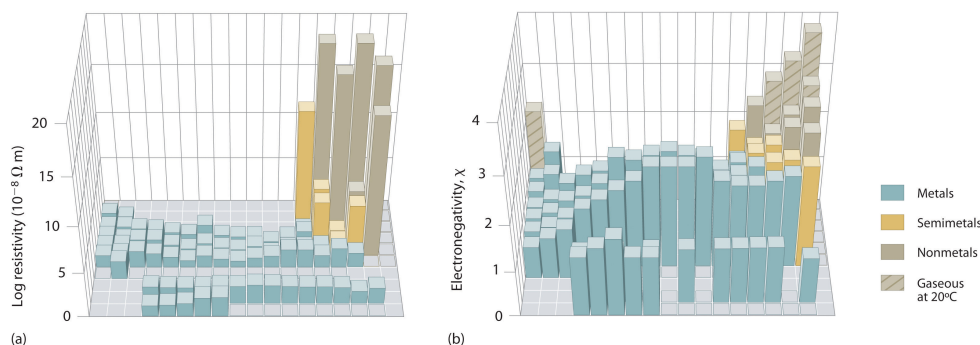 (a)
Log resistivity (10⁻⁸ Ω m)
20
15
10
5
0
(b)
Electronegativity, χ
4
3
2
1
0
Metals
Semimetals
Nonmetals
Gaseous
at 20ºC